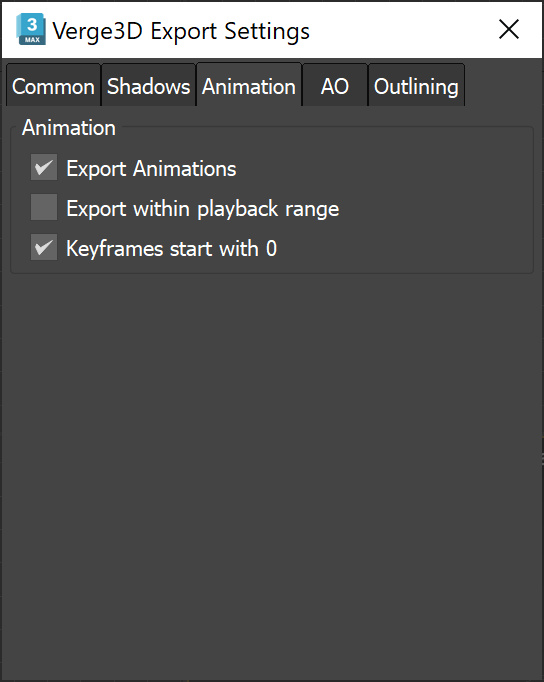 3
MAX
Verge3D Export Settings
Common Shadows Animation AO Outlining
Animation
Export Animations
Export within playback range
Keyframes start with 0